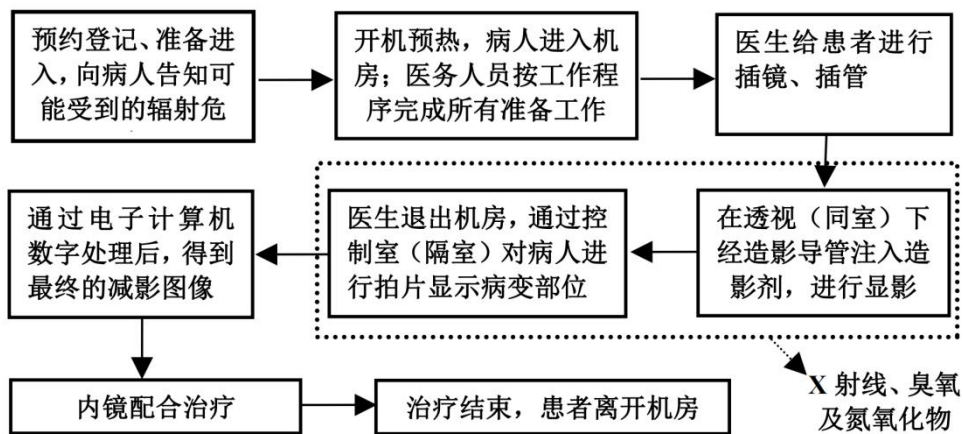 预约登记、准备进
入，向病人告知可
能受到的辐射危
开机预热，病人进入机
房；医务人员按工作程
序完成所有准备工作
医生给患者进行
插镜、插管
在透视（同室）下
经造影导管注入造
影剂，进行显影
医生退出机房，通过控
制室（隔室）对病人进
行拍片显示病变部位
通过电子计算机
数字处理后，得到
最终的减影图像
X 射线、臭氧
及氮氧化物
内镜配合治疗
治疗结束，患者离开机房